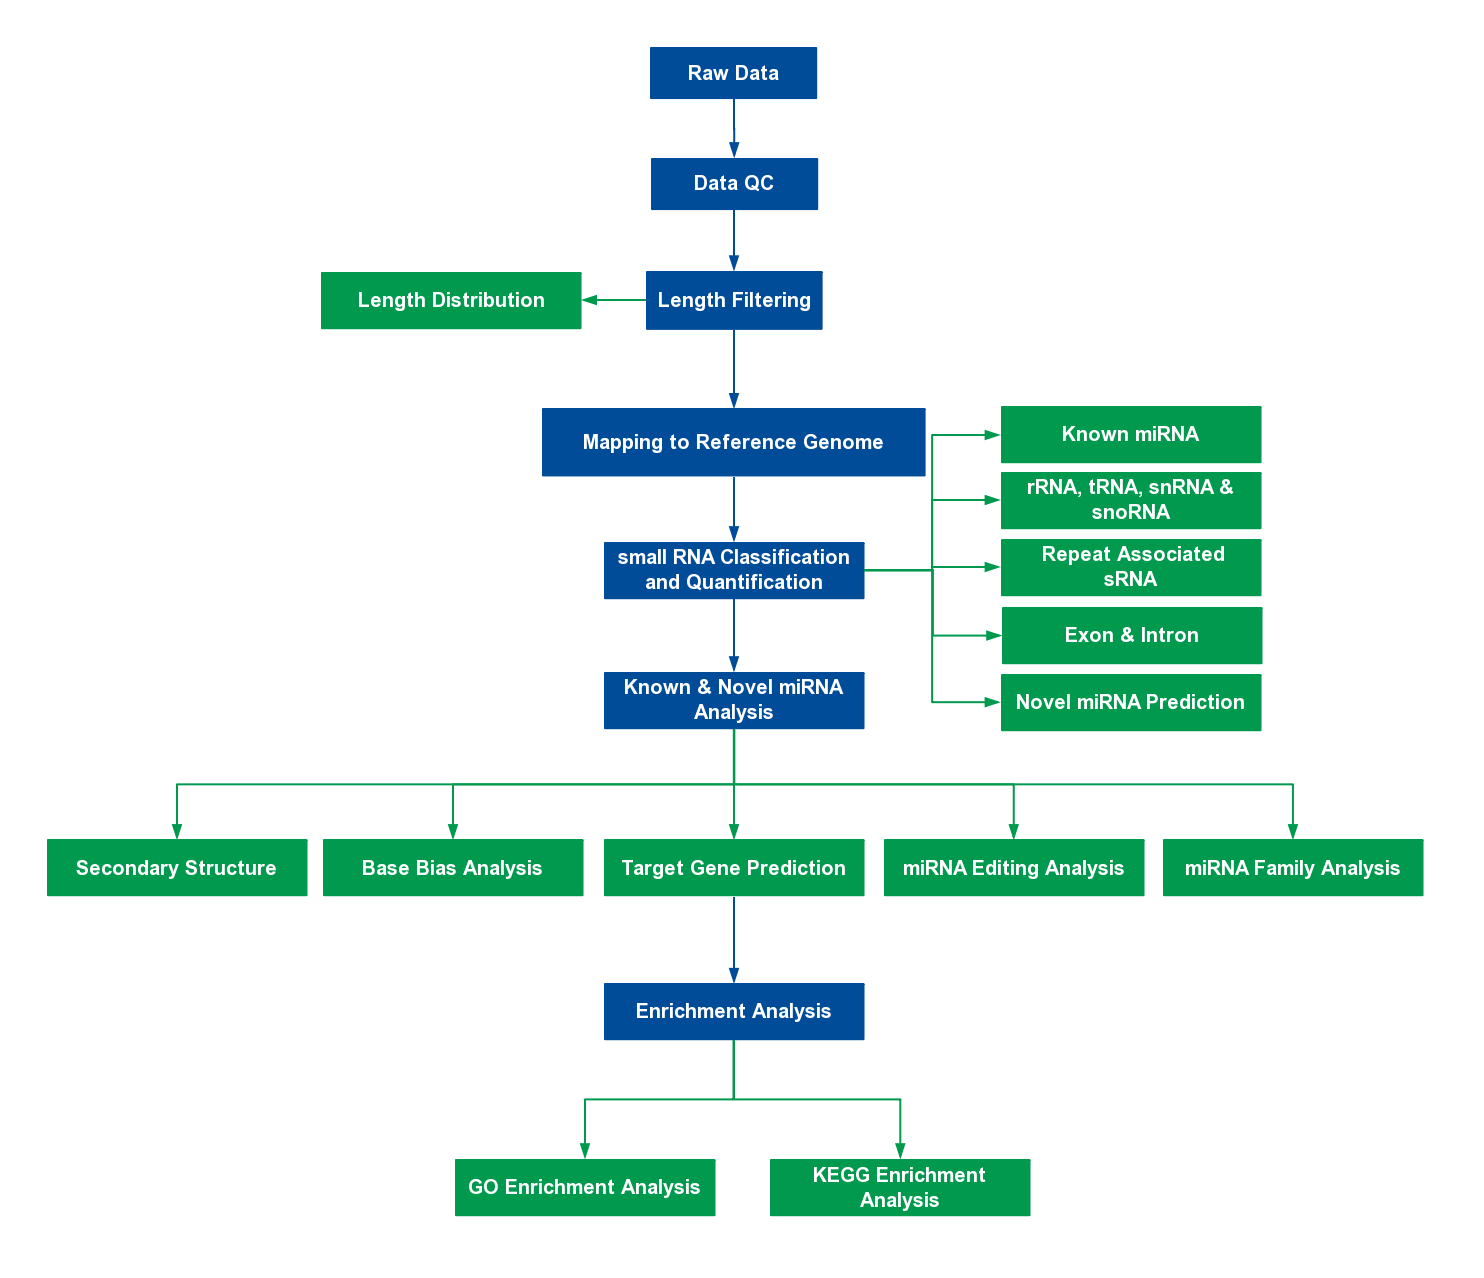 Raw Data
Data QC
Length Distribution
Length Filtering
Mapping to Reference Genome
Known miRNA
rRNA, tRNA, snRNA &
snoRNA
small RNA Classification
and Quantification
Repeat Associated
sRNA
Exon & Intron
Known & Novel miRNA
Analysis
Novel miRNA Prediction
Secondary Structure
Base Bias Analysis
Target Gene Prediction
miRNA Editing Analysis
miRNA Family Analysis
Enrichment Analysis
GO Enrichment Analysis
KEGG Enrichment
Analysis